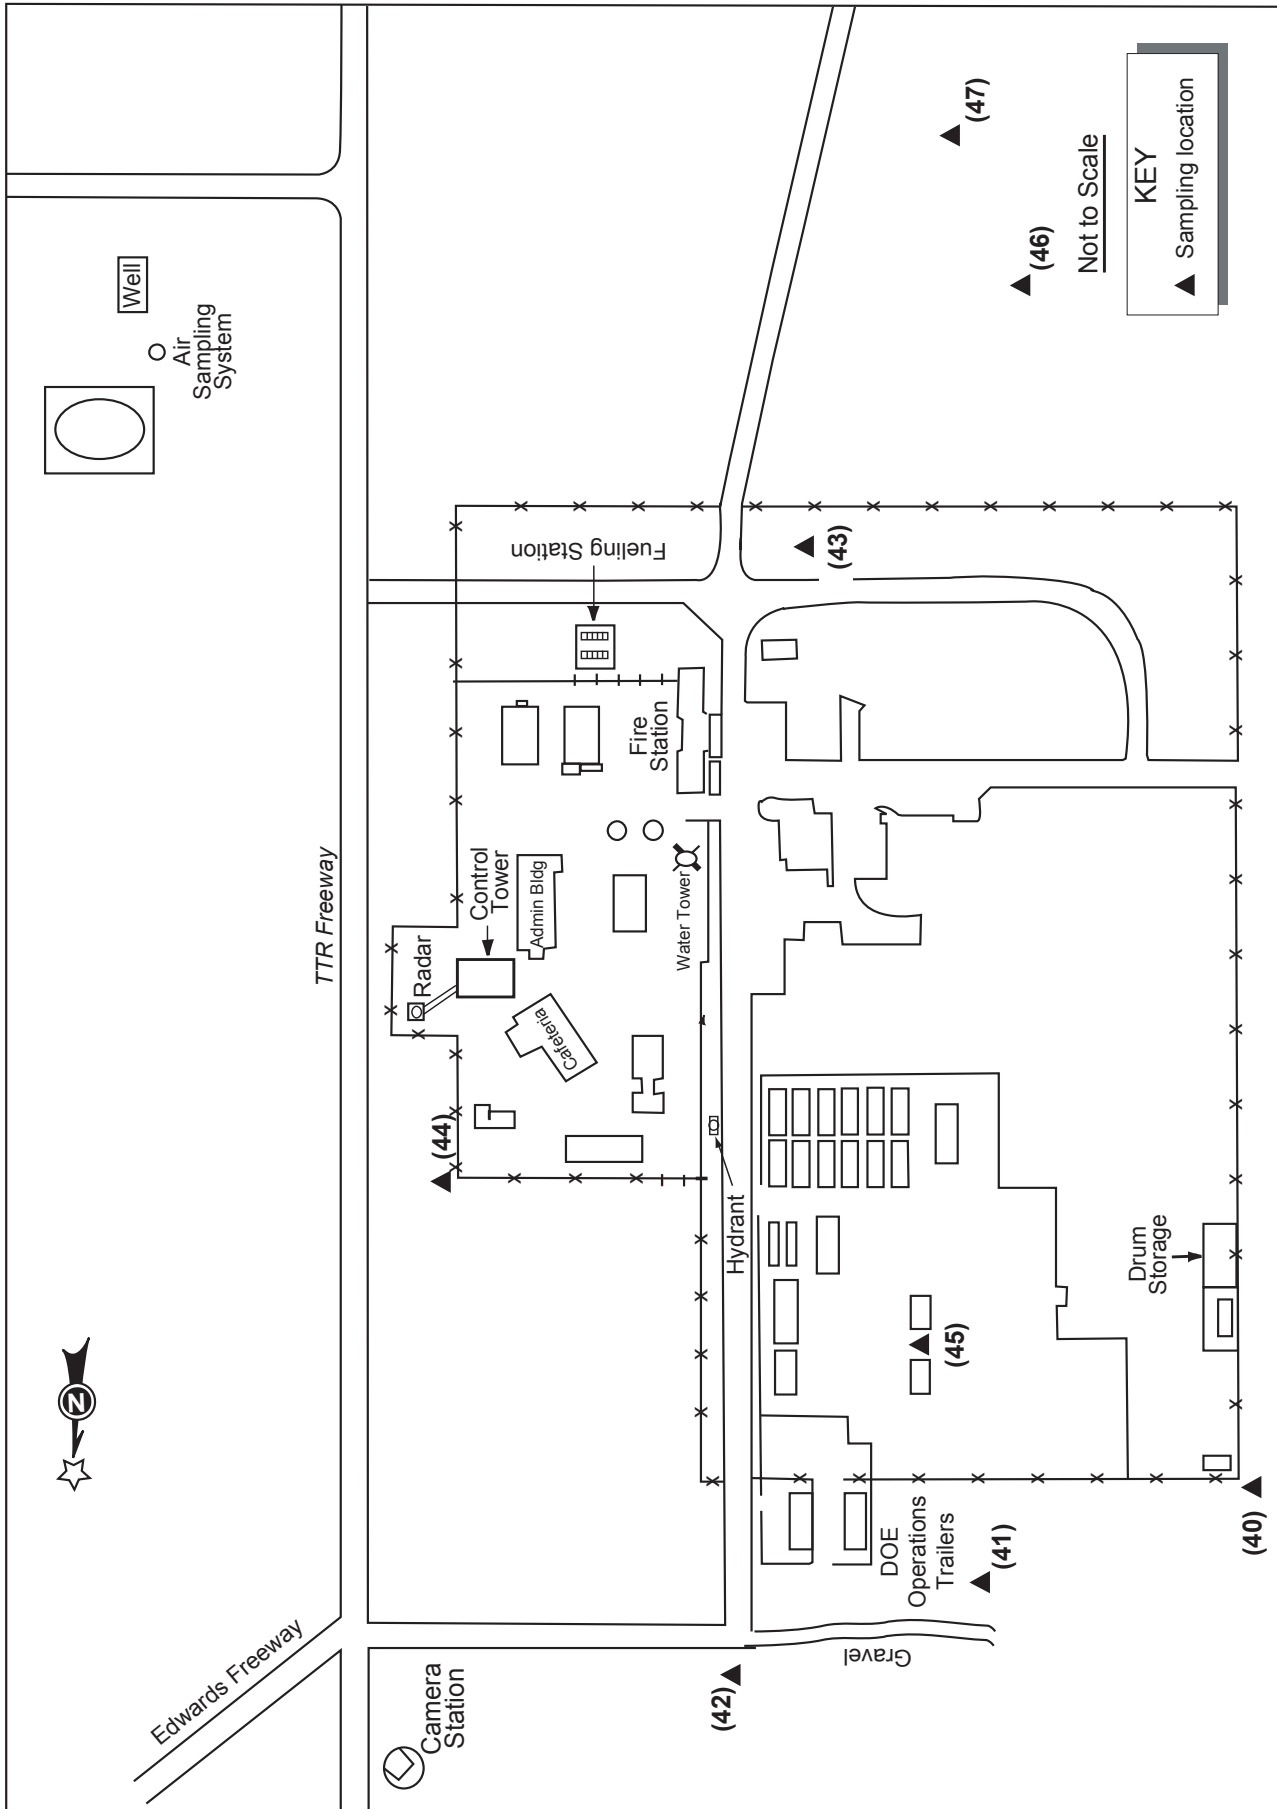 (47)
Not to Scale
KEY
Sampling location
(46)
Well
Air
Sampling
System
Fueling Station
(43)
Fire
Station
TTR Freeway
Control
Tower
Admin Bldg
Water Tower
Radar
Cafeteria
(44)
Hydrant
Drum
Storage
(45)
N
DOE
Operations
Trailers
(41)
(40)
Gravel
Edwards Freeway
Camera
Station
(42)